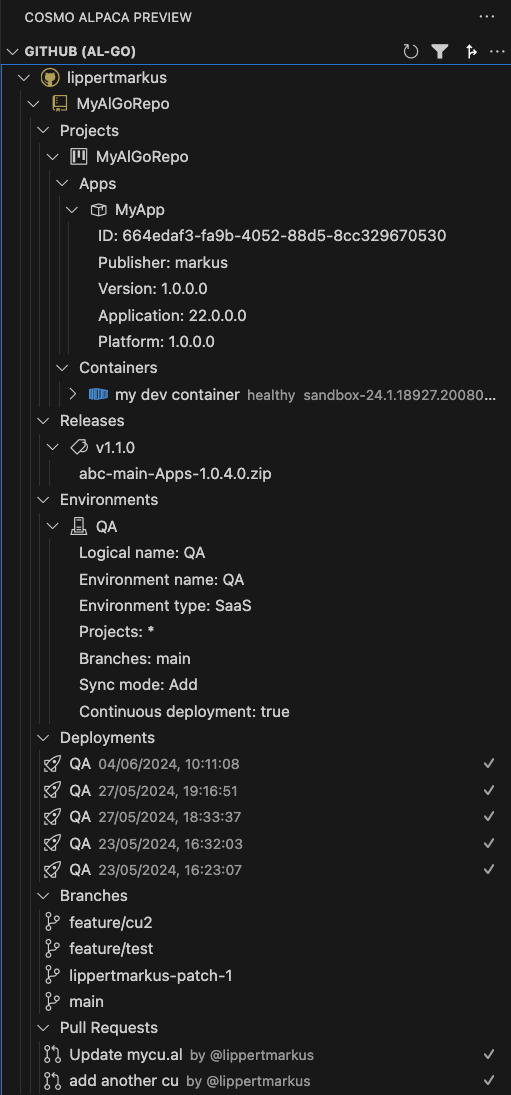 COSMO ALPACA PREVIEW
GITHUB (AL-GO)
lippertmarkus
MyAlGoRepo
Projects
MyAlGoRepo
Apps
MyApp
ID: 664edaf3-fa9b-4052-88d5-8cc329670530
Publisher: markus
Version: 1.0.0.0
Application: 22.0.0.0
Platform: 1.0.0.0
Containers
my dev container healthy sandbox-24.1.18927.20080...
Releases
v1.1.0
abc-main-Apps-1.0.4.0.zip
Environments
QA
Logical name: QA
Environment name: QA
Environment type: SaaS
Projects: *
Branches: main
Sync mode: Add
Continuous deployment: true
Deployments
QA 04/06/2024, 10:11:08
QA 27/05/2024, 19:16:51
QA 27/05/2024, 18:33:37
QA 23/05/2024, 16:32:03
QA 23/05/2024, 16:23:07
Branches
feature/cu2
feature/test
lippertmarkus-patch-1
main
Pull Requests
Update mycu.al by @lippertmarkus
add another cu by @lippertmarkus